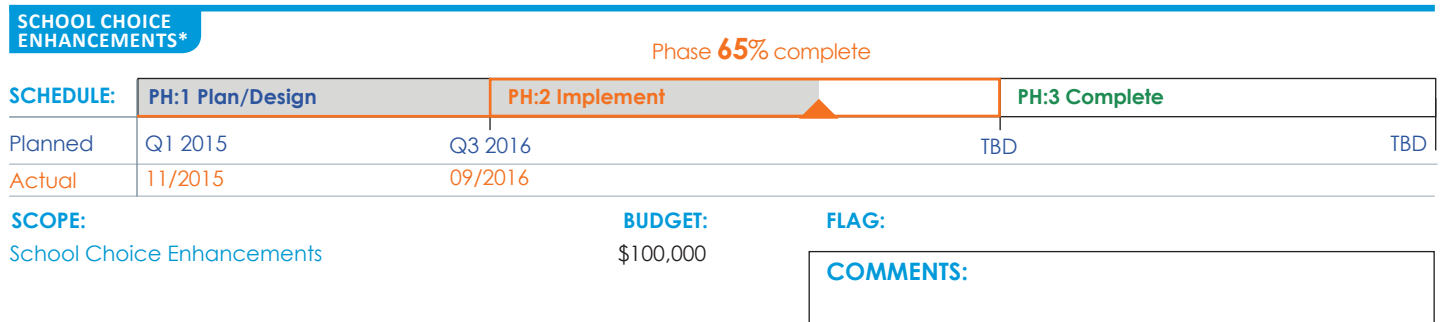 SCHOOL CHOICE
ENHANCEMENTS*
Phase 65% complete
SCHEDULE: PH:1 Plan/Design PH:2 Implement PH:3 Complete
Planned Q1 2015 Q3 2016 TBD TBD
Actual 11/2015 09/2016
SCOPE: BUDGET: FLAG:
School Choice Enhancements $100,000
COMMENTS: